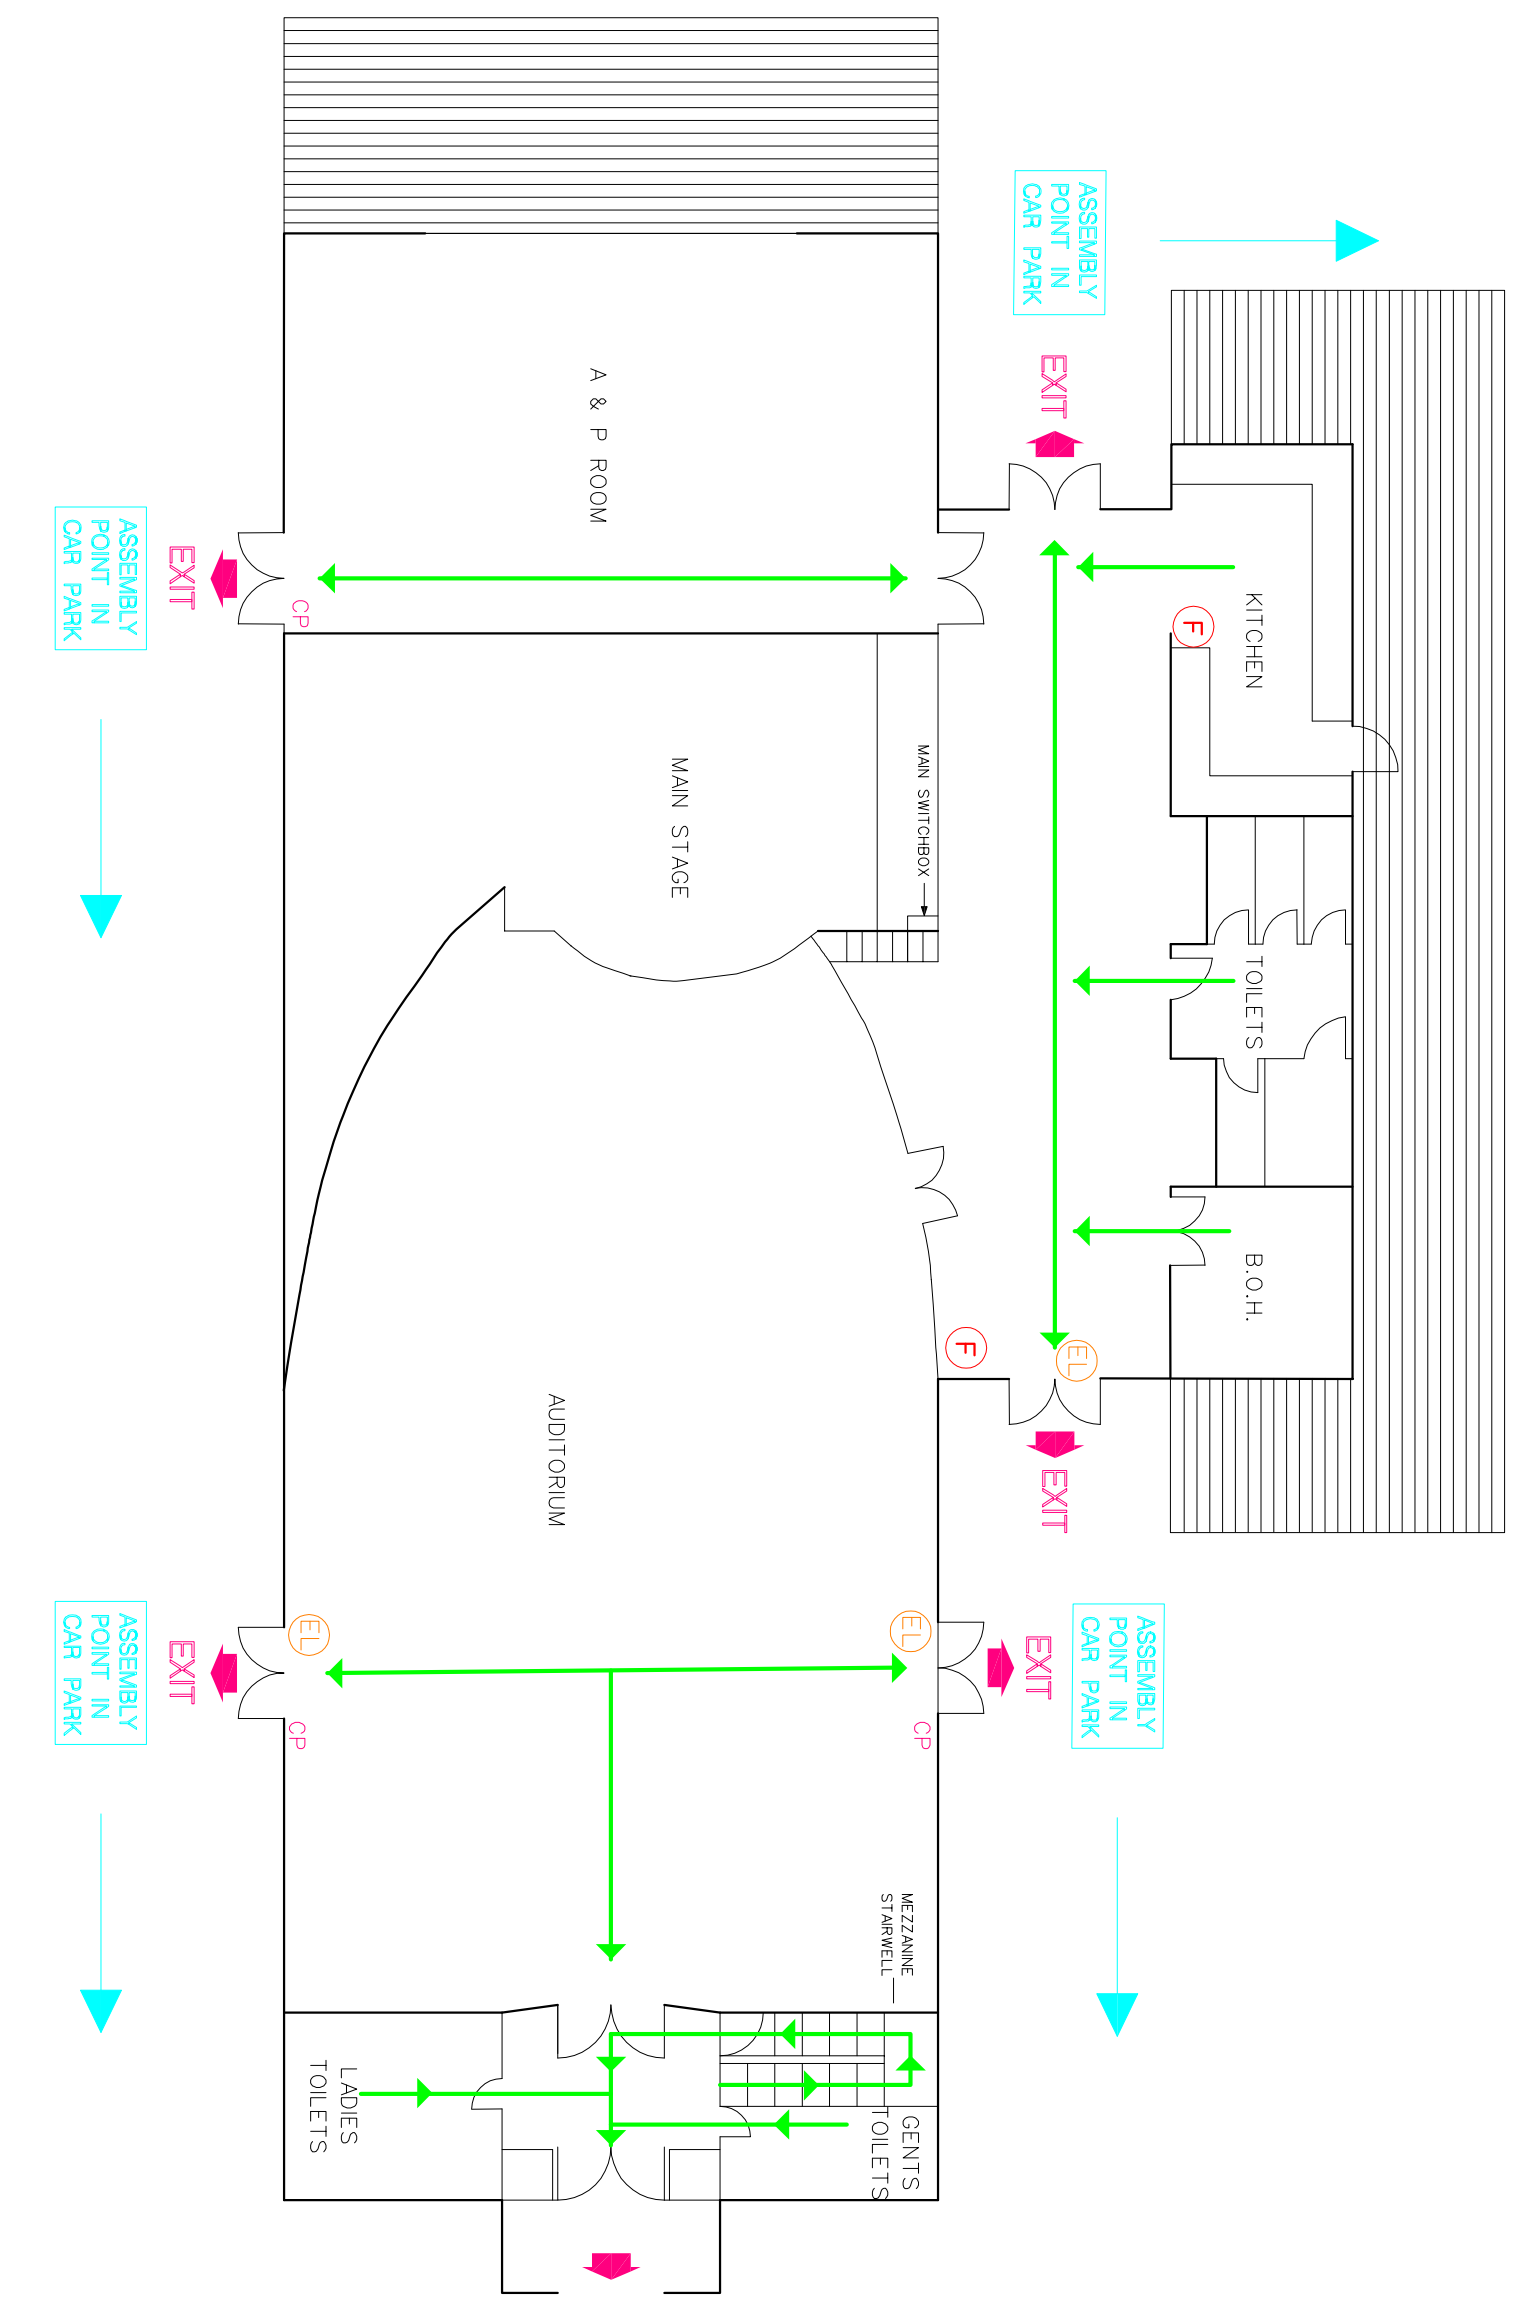 ASSEMBLY
POINT IN
CAR PARK
EXIT
A & P ROOM
ASSEMBLY
POINT IN
CAR PARK
EXIT
CP
F
KITCHEN
MAIN STAGE
MAIN SWITCHBOX
TOILETS
B.O.H.
F
EL
EXIT
AUDITORIUM
ASSEMBLY
POINT IN
CAR PARK
EXIT
EL
CP
EL
CP
EXIT
ASSEMBLY
POINT IN
CAR PARK
MEZZANINE
STAIRWELL
LADIES
TOILETS
GENTS
TOILETS